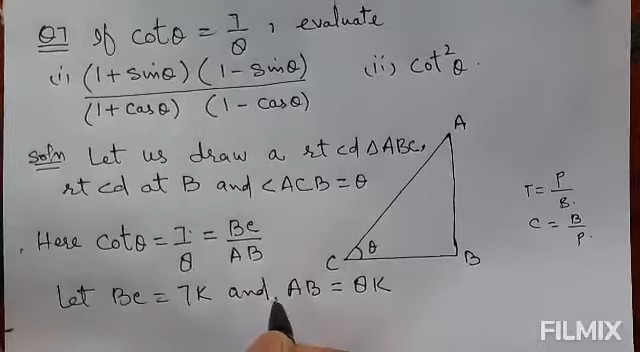 Q7 If cotθ = 7/8, evaluate
(i) (1+sinθ) (1-sinθ) / (1+cosθ) (1-cosθ) (ii) cot²θ.
Soln Let us draw a rt<d ΔABC,
rt<d at B and <ACB=θ
Here Cotθ = 7/8 = BC/AB
Let BC = 7K and AB = 8K
A
B
C
θ
T = P/B.
C = B/P.
FILMIX